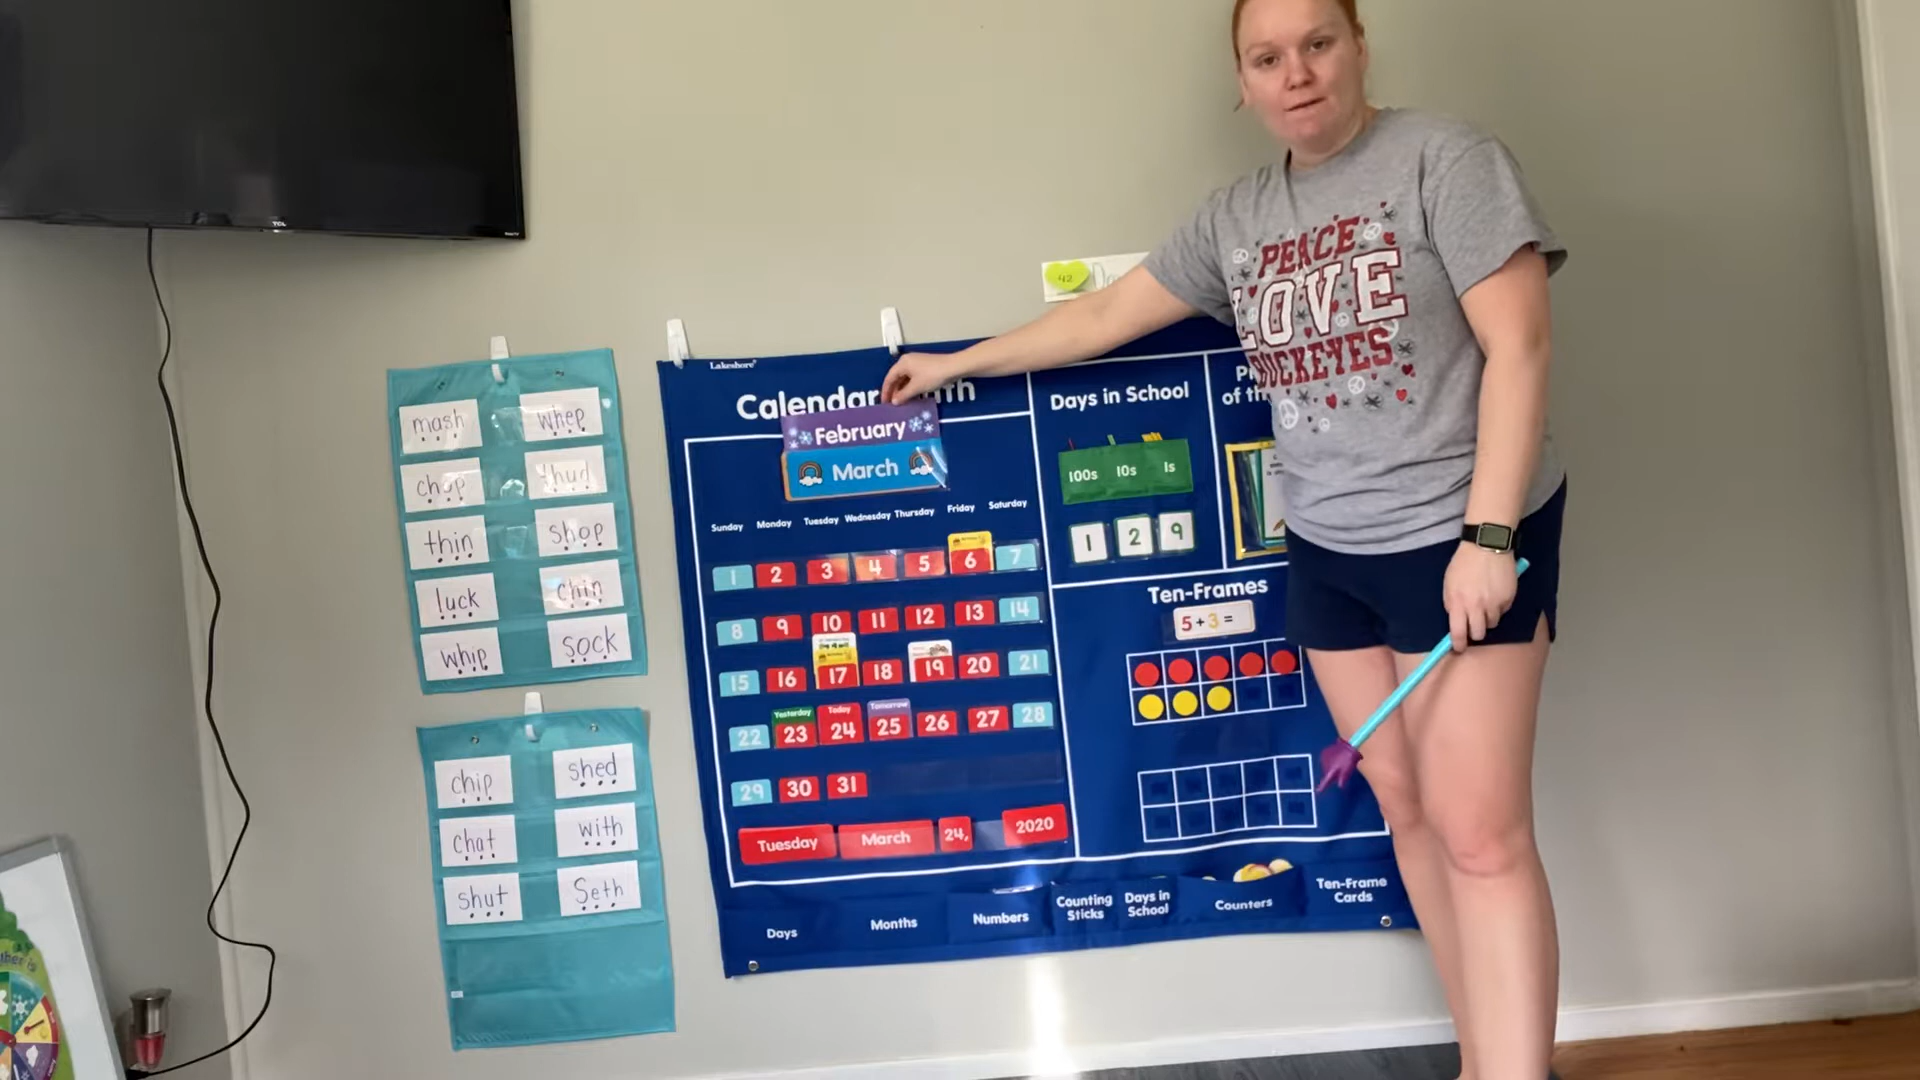 TCL
mash
whep
chop
thud
thin
shop
luck
chin
whip
sock
chip
shed
chat
with
shut
Seth
Lakeshore
Calendar
February
March
Sunday Monday Tuesday Wednesday Thursday Friday Saturday
1 2 3 4 5 6 7
8 9 10 11 12 13 14
15 16 17 18 19 20 21
Yesterday Today Tomorrow
22 23 24 25 26 27 28
29 30 31
Tuesday March 24, 2020
Days in School
100s 10s 1s
1 2 9
of
Ten-Frames
5+3=
Days
Months
Numbers
Counting
Sticks
Days in
School
Counters
Ten-Frame
Cards
42
PEACE
LOVE
BUCKEYES